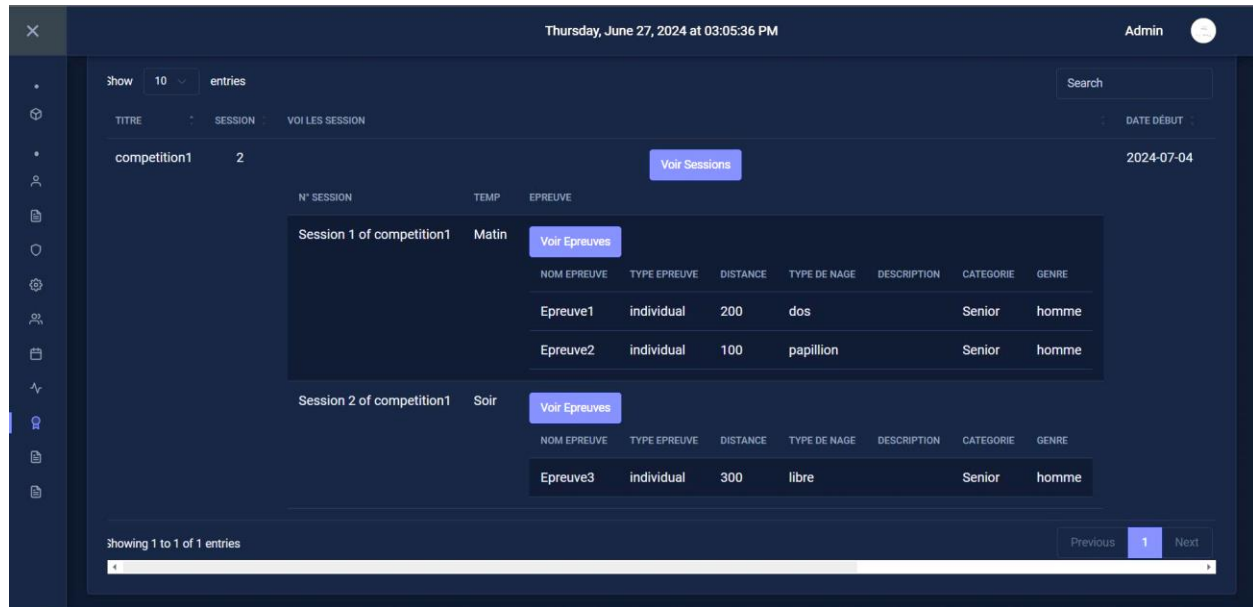 Thursday, June 27, 2024 at 03:05:36 PM Admin
Show 10 entries Search
TITRE SESSION VOI LES SESSION DATE DÉBUT
competition1 2 Voir Sessions 2024-07-04
N° SESSION TEMP EPREUVE
Session 1 of competition1 Matin Voir Epreuves
NOM EPREUVE TYPE EPREUVE DISTANCE TYPE DE NAGE DESCRIPTION CATEGORIE GENRE
Epreuve1 individual 200 dos Senior homme
Epreuve2 individual 100 papillion Senior homme
Session 2 of competition1 Soir Voir Epreuves
NOM EPREUVE TYPE EPREUVE DISTANCE TYPE DE NAGE DESCRIPTION CATEGORIE GENRE
Epreuve3 individual 300 libre Senior homme
Showing 1 to 1 of 1 entries Previous 1 Next